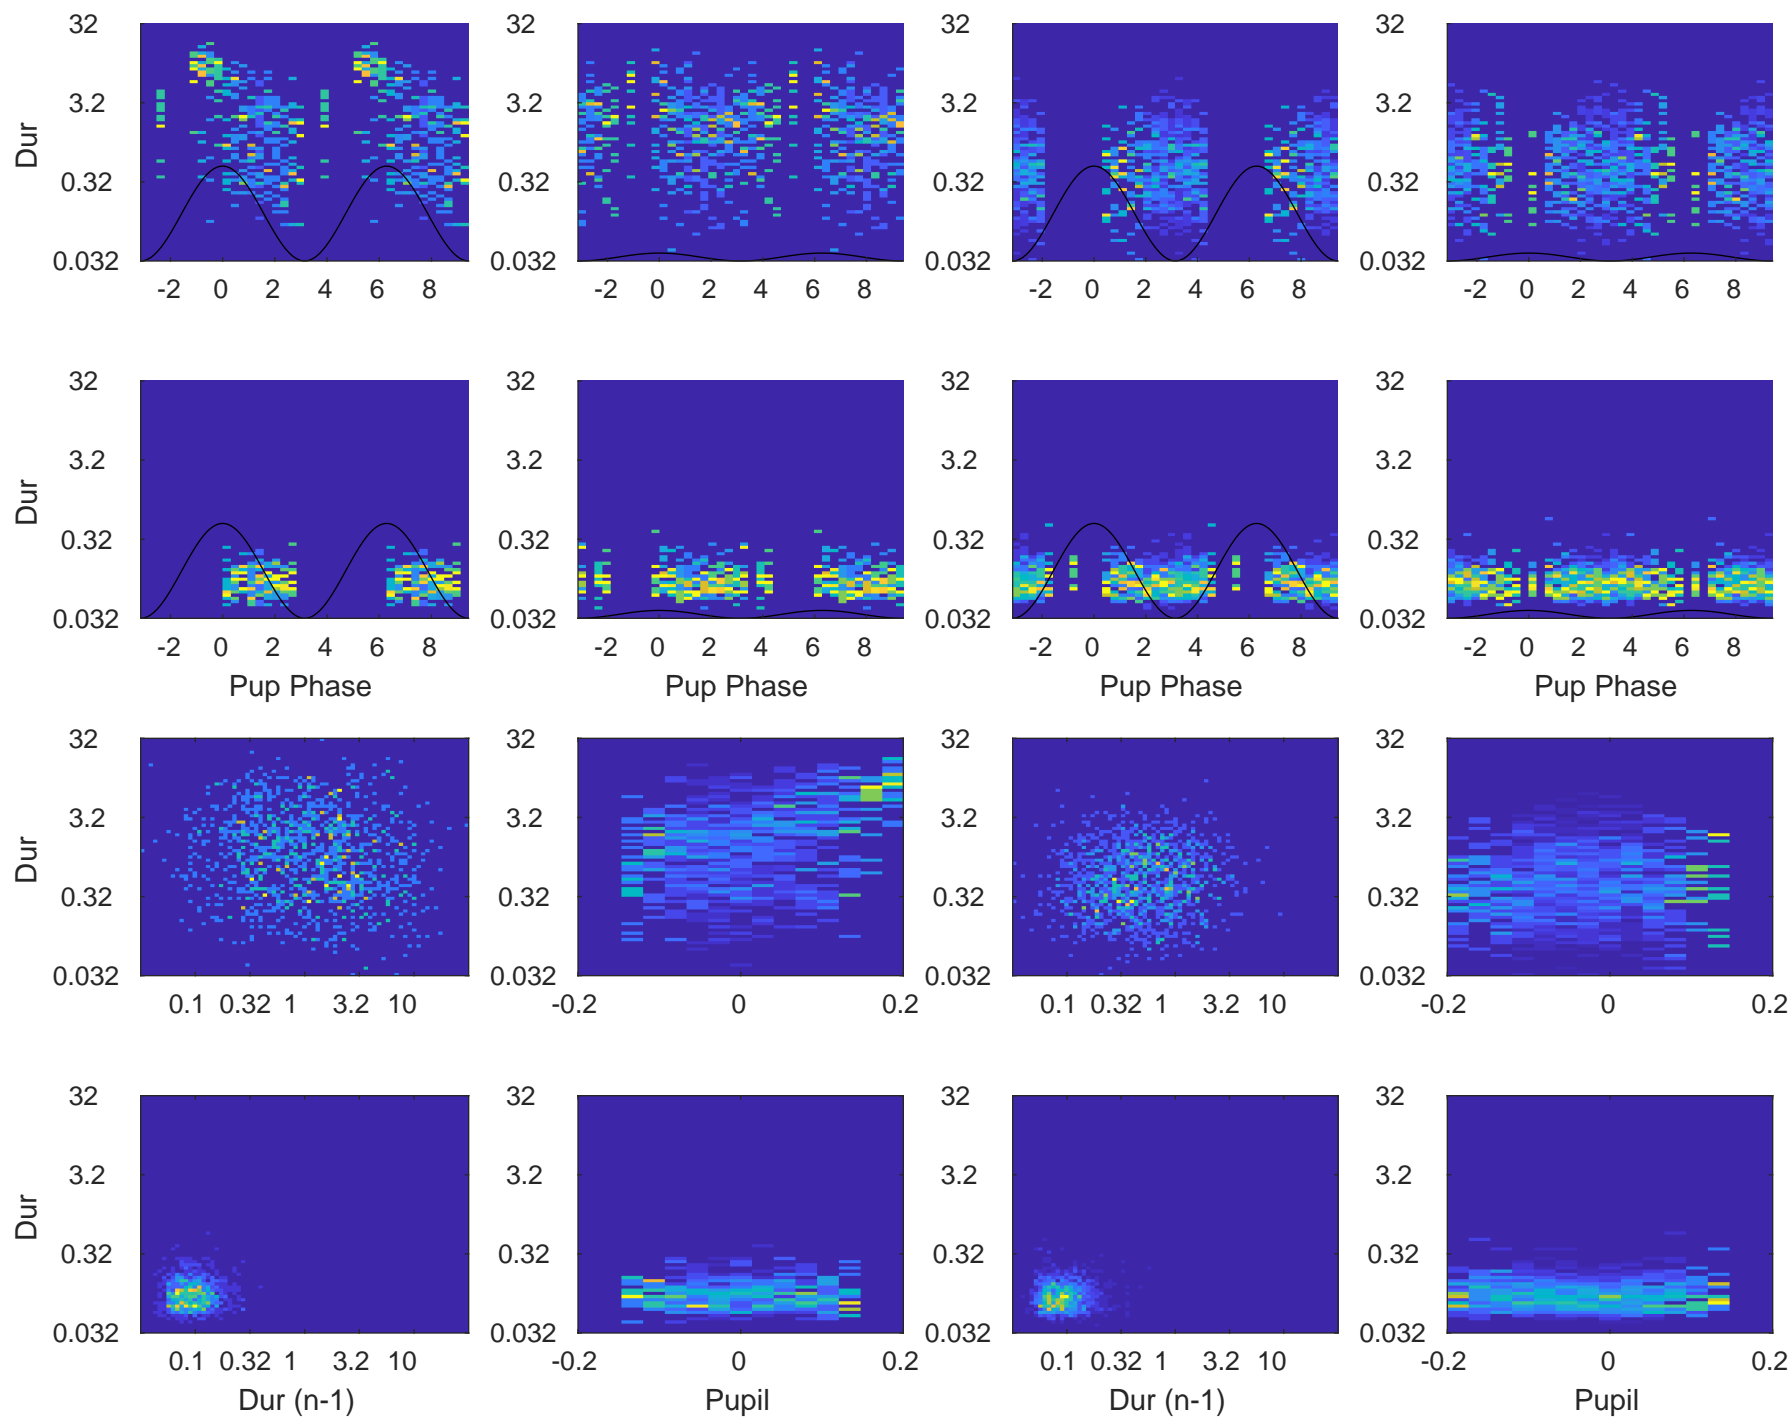 32 32 32 32
3.2 3.2 3.2 3.2
Dur
0.32 0.32 0.32 0.32
0.032 0.032 0.032 0.032
-2 0 2 4 6 8 -2 0 2 4 6 8 -2 0 2 4 6 8 -2 0 2 4 6 8
32 32 32 32
3.2 3.2 3.2 3.2
Dur
0.32 0.32 0.32 0.32
0.032 0.032 0.032 0.032
-2 0 2 4 6 8 -2 0 2 4 6 8 -2 0 2 4 6 8 -2 0 2 4 6 8
Pup Phase Pup Phase Pup Phase Pup Phase
32 32 32 32
3.2 3.2 3.2 3.2
Dur
0.32 0.32 0.32 0.32
0.032 0.032 0.032 0.032
0.1 0.32 1 3.2 10 -0.2 0 0.2 0.1 0.32 1 3.2 10 -0.2 0 0.2
32 32 32 32
3.2 3.2 3.2 3.2
Dur
0.32 0.32 0.32 0.32
0.032 0.032 0.032 0.032
0.1 0.32 1 3.2 10 -0.2 0 0.2 0.1 0.32 1 3.2 10 -0.2 0 0.2
Dur (n-1) Pupil Dur (n-1) Pupil